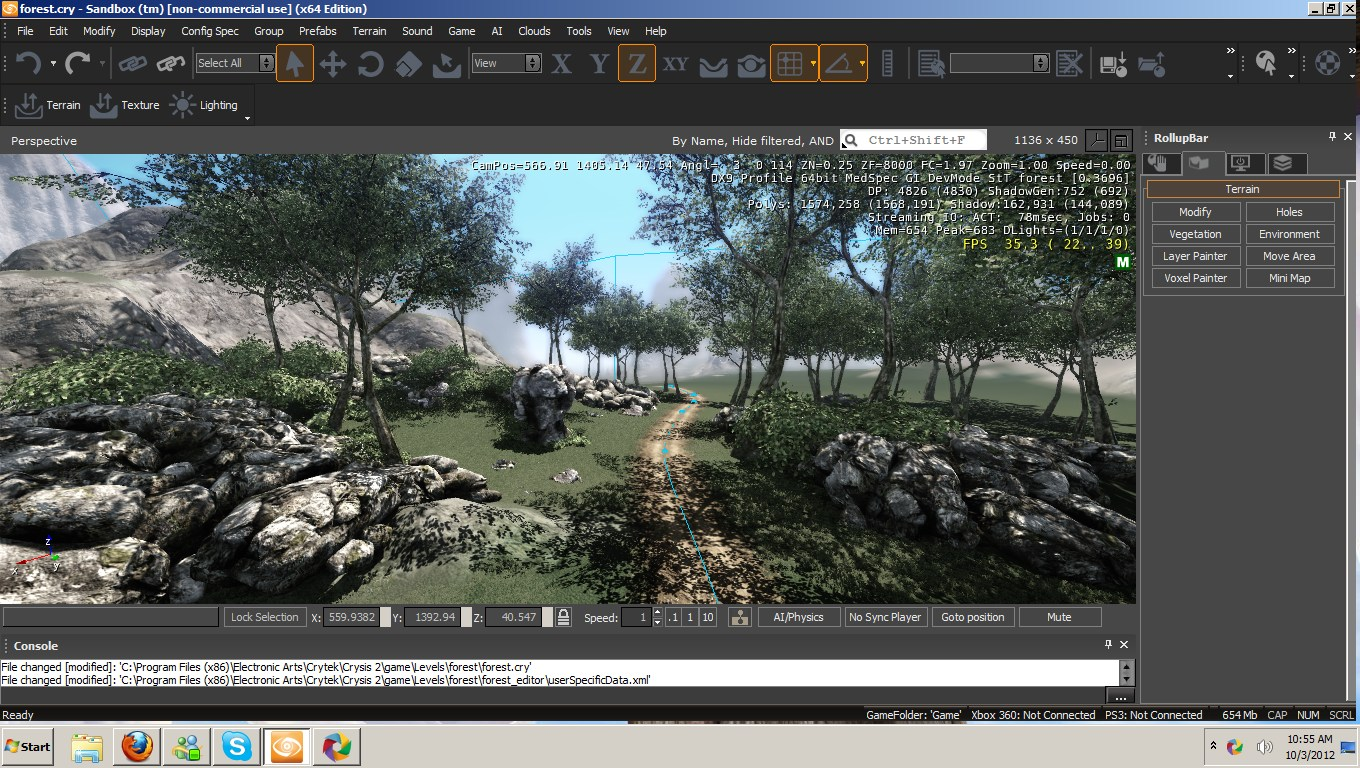 forest.cry - Sandbox (tm) [non-commercial use] (x64 Edition)
File Edit Modify Display Config Spec Group Prefabs Terrain Sound Game AI Clouds Tools View Help
Select All View X Y Z XY
Terrain Texture Lighting
Perspective By Name, Hide filtered, AND Ctrl+Shift+F 1136 x 450
RollupBar
CamPos=566.91 1405.14 47.54 Angl= 3 0 114 ZN=0.25 ZF=8000 FC=1.97 Zoom=1.00 Speed=0.00
DX9 Profile 64bit MedSpec GI DevMode StT forest [0.3696]
DP: 4826 (4830) ShadowGen:752 (692)
Polys: 1574,258 (1568,191) Shadow:162,931 (144,089)
Streaming IO: ACT: 78msec, Jobs: 0
Mem=654 Peak=683 DLights=(1/1/1/0)
FPS 35.3 ( 22.. 39)
M
Terrain
Modify Holes
Vegetation Environment
Layer Painter Move Area
Voxel Painter Mini Map
z
x y
Lock Selection X: 559.9382 Y: 1392.94 Z: 40.547 Speed: 1 .1 1 10 AI/Physics No Sync Player Goto position Mute
Console
File changed [modified]: 'C:\Program Files (x86)\Electronic Arts\Crytek\Crysis 2\game\Levels\forest\forest.cry'
File changed [modified]: 'C:\Program Files (x86)\Electronic Arts\Crytek\Crysis 2\game\Levels\forest\forest_editor\userSpecificData.xml'
...
Ready GameFolder: 'Game' Xbox 360: Not Connected PS3: Not Connected 654 Mb CAP NUM SCRL
Start
10:55 AM
10/3/2012